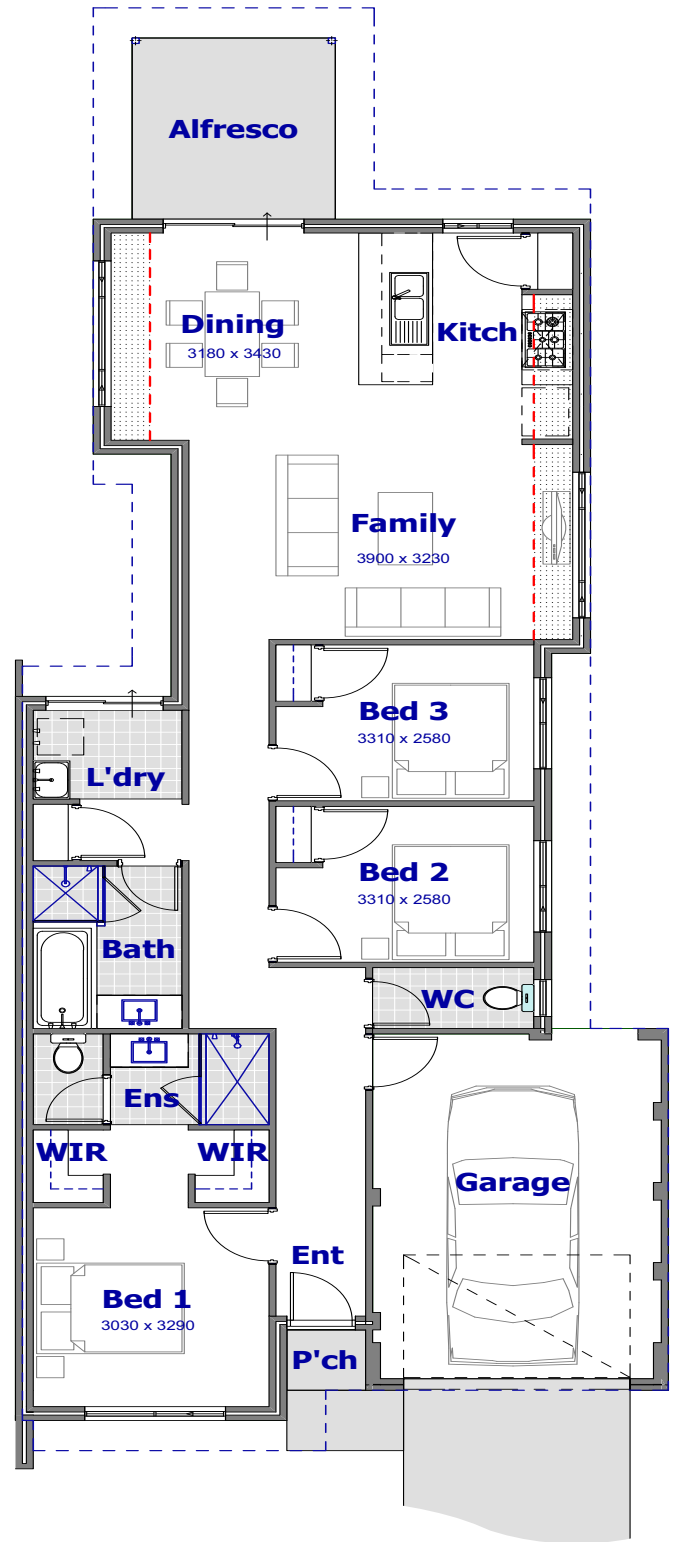 Alfresco
Dining
3180 x 3430
Kitch
Family
3900 x 3230
Bed 3
3310 x 2580
L'dry
Bed 2
3310 x 2580
Bath
WC
Ens
WIR
WIR
Garage
Ent
Bed 1
3030 x 3290
P'ch